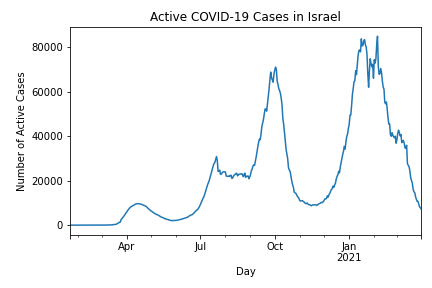 Active COVID-19 Cases in Israel
Number of Active Cases
80000
60000
40000
20000
0
Apr
Jul
Oct
Jan
2021
Day